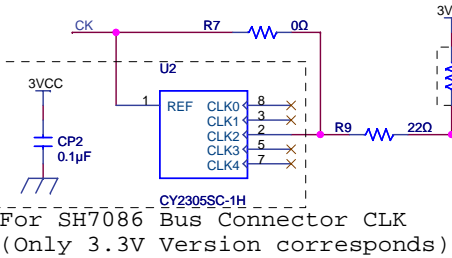 3V
CK
R7 0Ω
U2
3VCC
1 REF CLK0 8
CLK1 3
CLK2 2
CLK3 5
CLK4 7
R9 22Ω
CP2
0.1µF
CY2305SC-1H
For SH7086 Bus Connector CLK
(Only 3.3V Version corresponds)